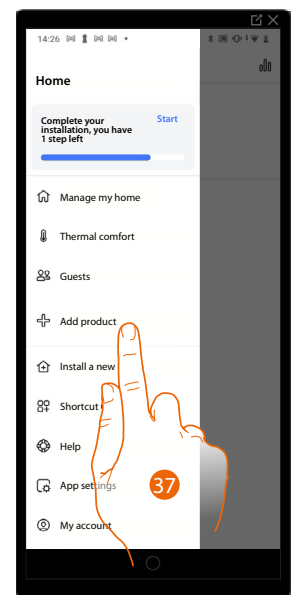 14:26
Home
Complete your
installation, you have
1 step left
Start
Manage my home
Thermal comfort
Guests
Add product
Install a new
Shortcut
Help
App settings
37
My account